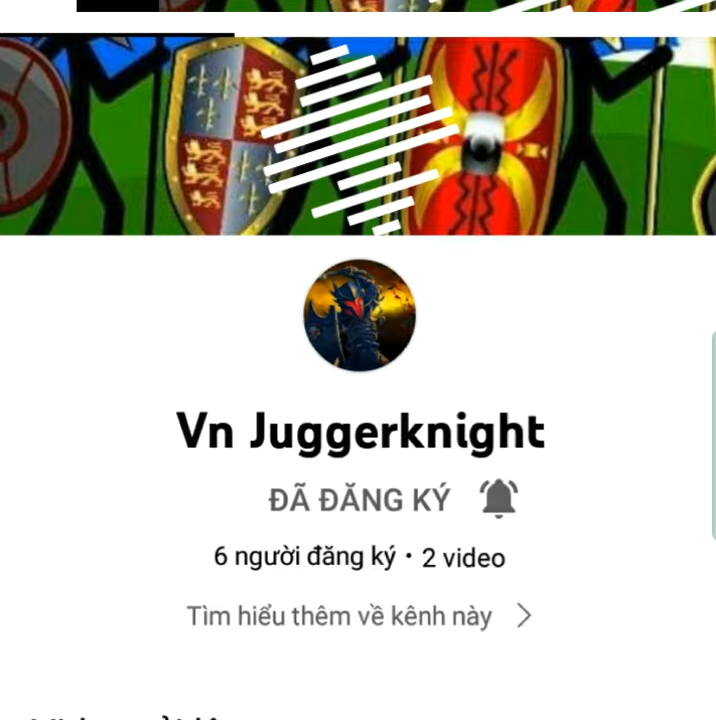 Vn Juggerknight
ĐÃ ĐĂNG KÝ
6 người đăng ký • 2 video
Tìm hiểu thêm về kênh này